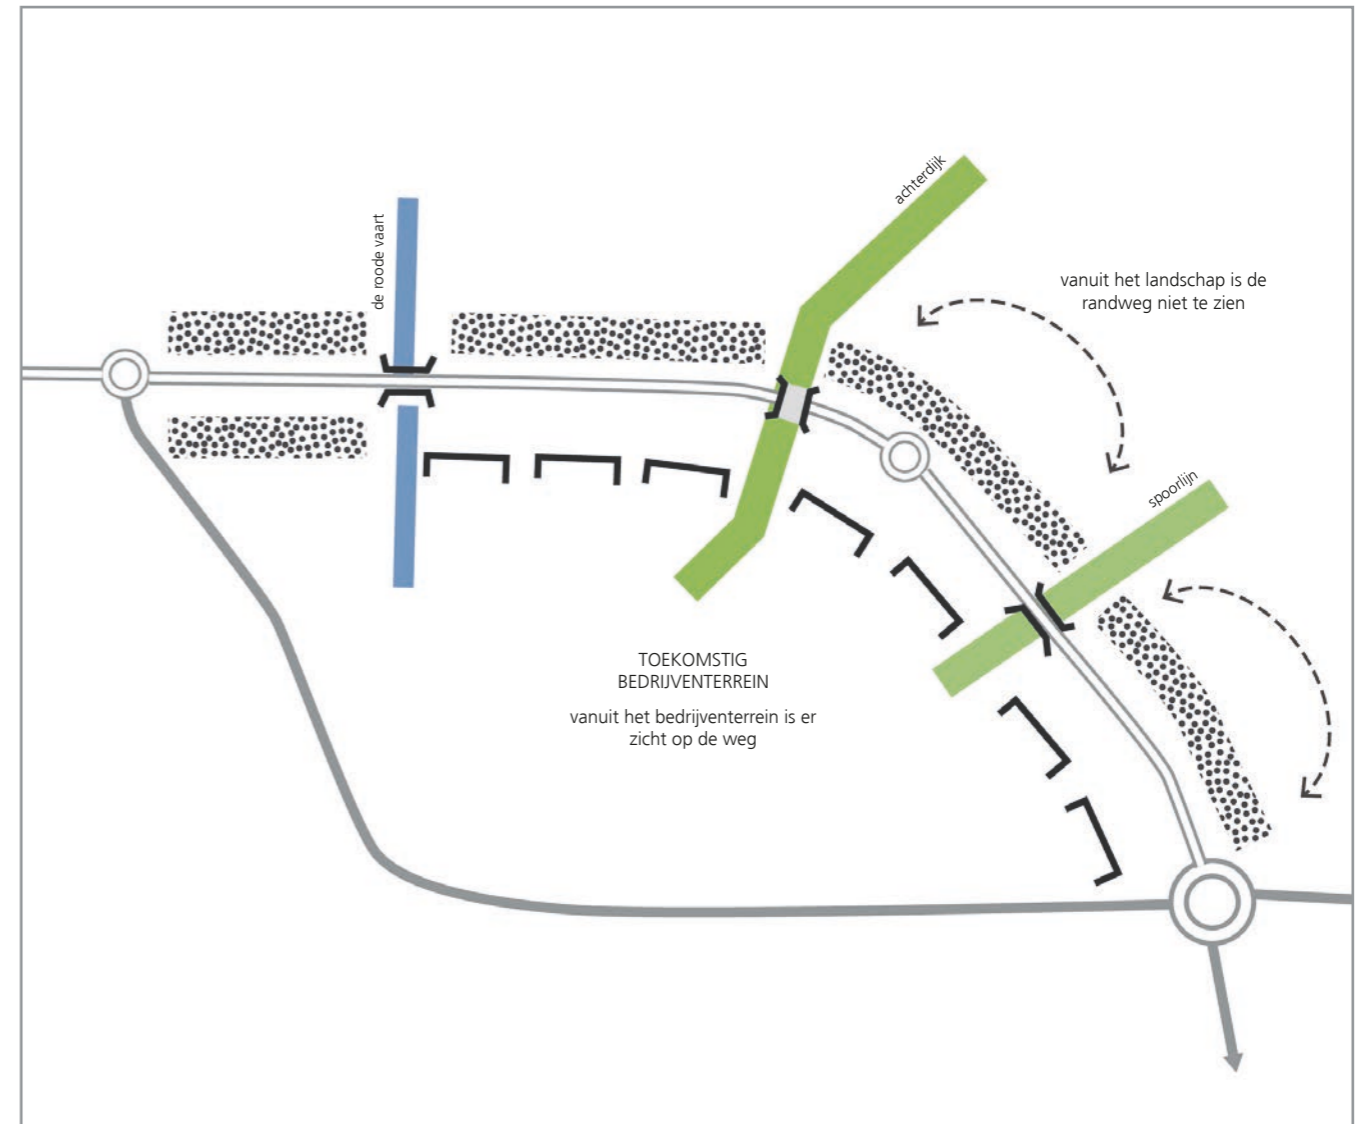 achterdijk
de roode vaart
vanuit het landschap is de
randweg niet te zien
spoorlijn
TOEKOMSTIG
BEDRIJVENTERREIN
vanuit het bedrijventerrein is er
zicht op de weg